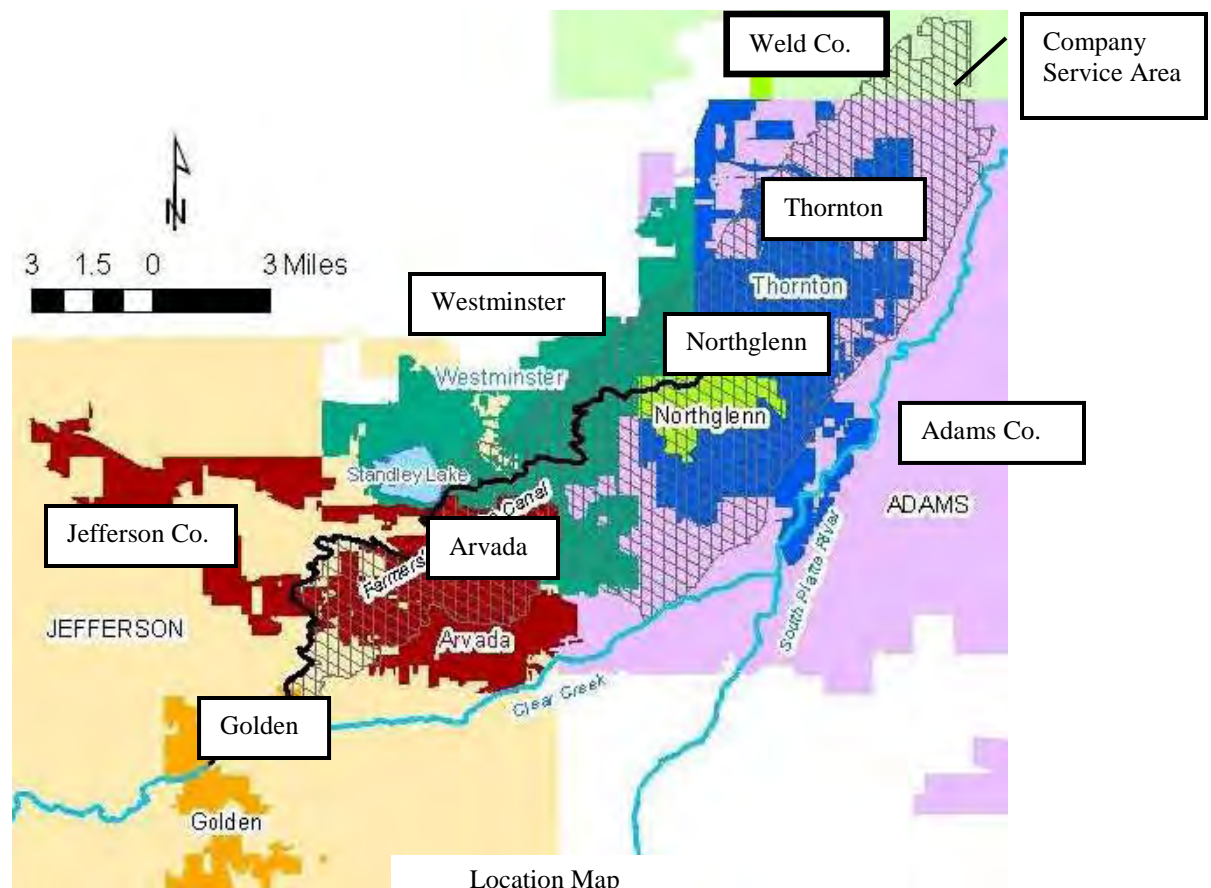 Weld Co.
Company
Service Area
N
3 1.5 0 3 Miles
Thornton
Thornton
Westminster
Northglenn
Westminster
Northglenn
Adams Co.
Standley Lake
ADAMS
Canal
Jefferson Co.
Arvada
Farmers
JEFFERSON
Arvada
South Platte River
Clear Creek
Golden
Golden
Location Map